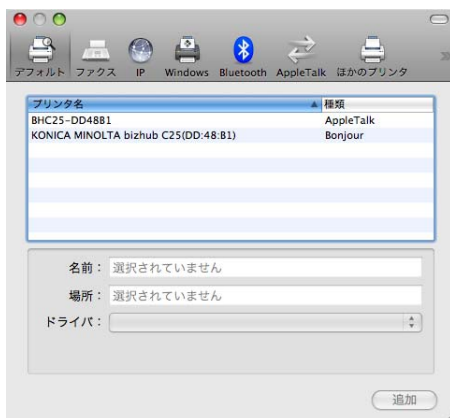 デフォルト ファクス IP Windows Bluetooth AppleTalk ほかのプリンタ
プリンタ名 種類
BHC25-DD48B1 AppleTalk
KONICA MINOLTA bizhub C25(DD:48:B1) Bonjour
名前： 選択されていません
場所： 選択されていません
ドライバ：
追加